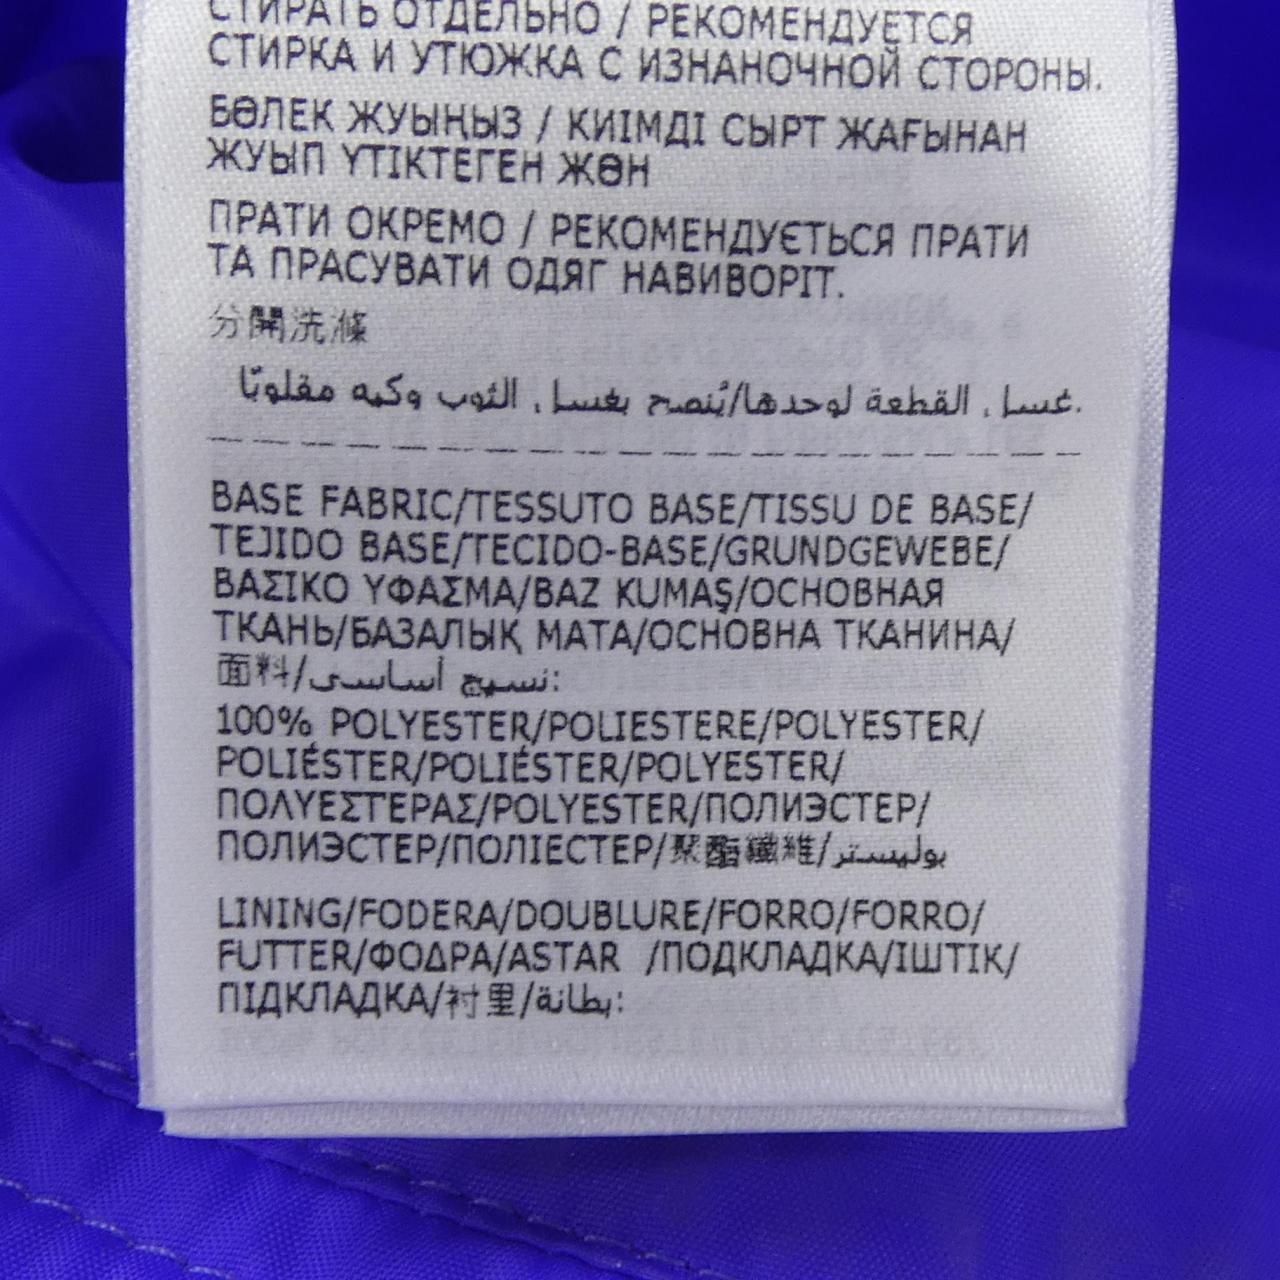 СТИРАТЬ ОТДЕЛЬНО / РЕКОМЕНДУЕТСЯ
СТИРКА И УТЮЖКА С ИЗНАНОЧНОЙ СТОРОНЫ.
БӨЛЕК ЖУЫҢЫЗ / КИІМДІ СЫРТ ЖАҒЫНАН
ЖУЫП ҮТІКТЕГЕН ЖӨН
ПРАТИ ОКРЕМО / РЕКОМЕНДУЄТЬСЯ ПРАТИ
ТА ПРАСУВАТИ ОДЯГ НАВИВОРІТ.
分開洗滌
غسل القطعة لوحدها/يُنصح بغسل الثوب وكيه مقلوبًا.
BASE FABRIC/TESSUTO BASE/TISSU DE BASE/
TEJIDO BASE/TECIDO-BASE/GRUNDGEWEBE/
ΒΑΣΙΚΟ ΥΦΑΣΜΑ/BAZ KUMAŞ/ОСНОВНАЯ
ТКАНЬ/БАЗАЛЫҚ МАТА/ОСНОВНА ТКАНИНА/
面料/نسيج أساسى:
100% POLYESTER/POLIESTERE/POLYESTER/
POLIÉSTER/POLIÉSTER/POLYESTER/
ΠΟΛΥΕΣΤΕΡΑΣ/POLYESTER/ПОЛИЭСТЕР/
ПОЛИЭСТЕР/ПОЛІЕСТЕР/聚酯纖維/بوليستر
LINING/FODERA/DOUBLURE/FORRO/FORRO/
FUTTER/ΦΟΔΡΑ/ASTAR /ПОДКЛАДКА/ІШТІК/
ПІДКЛАДКА/衬里/بطانة: